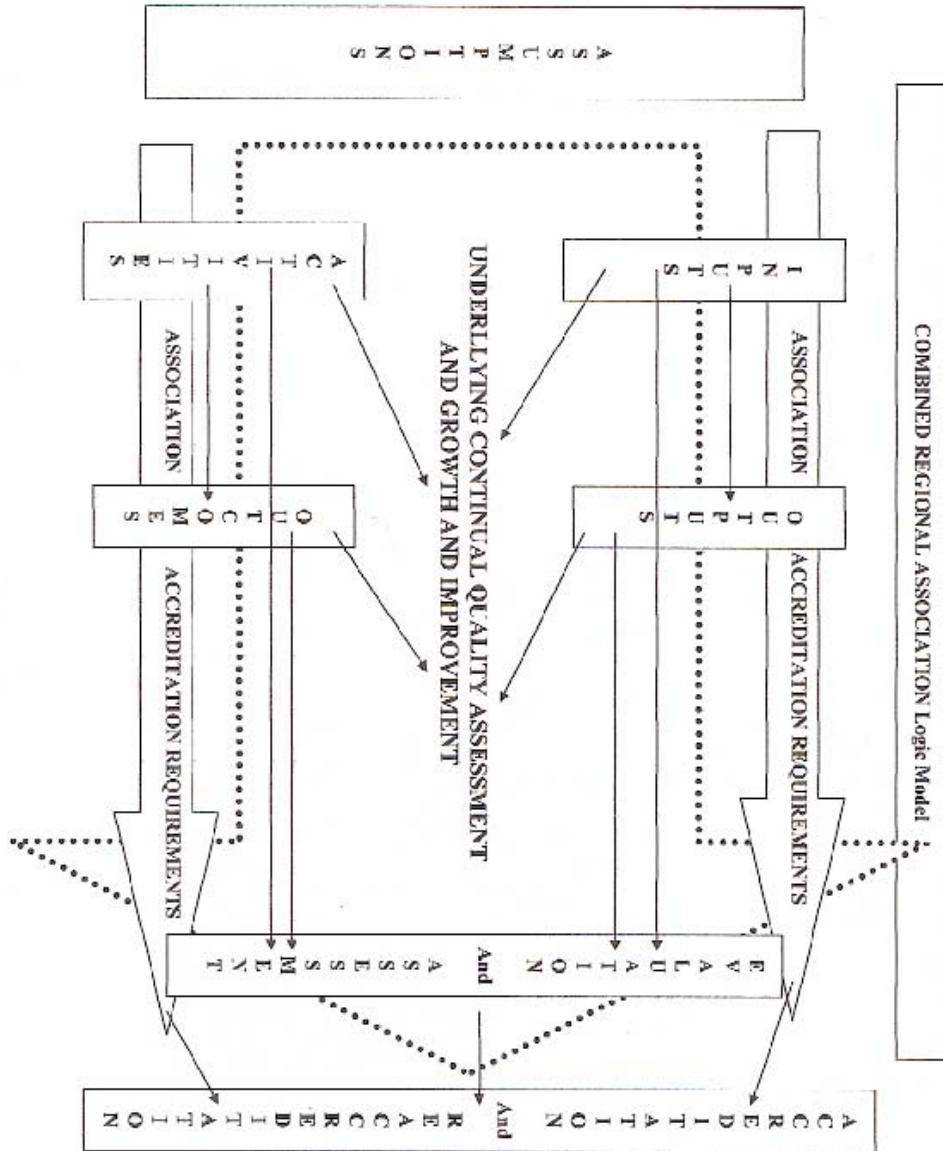 COMBINED REGIONAL ASSOCIATION Logic Model
ASSUMPTIONS
ASSOCIATION ACCREDITATION REQUIREMENTS
INPUTS
OUTPUTS
UNDERLLYING CONTINUAL QUALITY ASSESSMENT
AND GROWTH AND IMPROVEMENT
ACTIVITIES
OUTCOMES
ASSOCIATION ACCREDITATION REQUIREMENTS
EVALUATION
And
ASSESSMENT
ACCREDITATION
And
REACCREDITATION